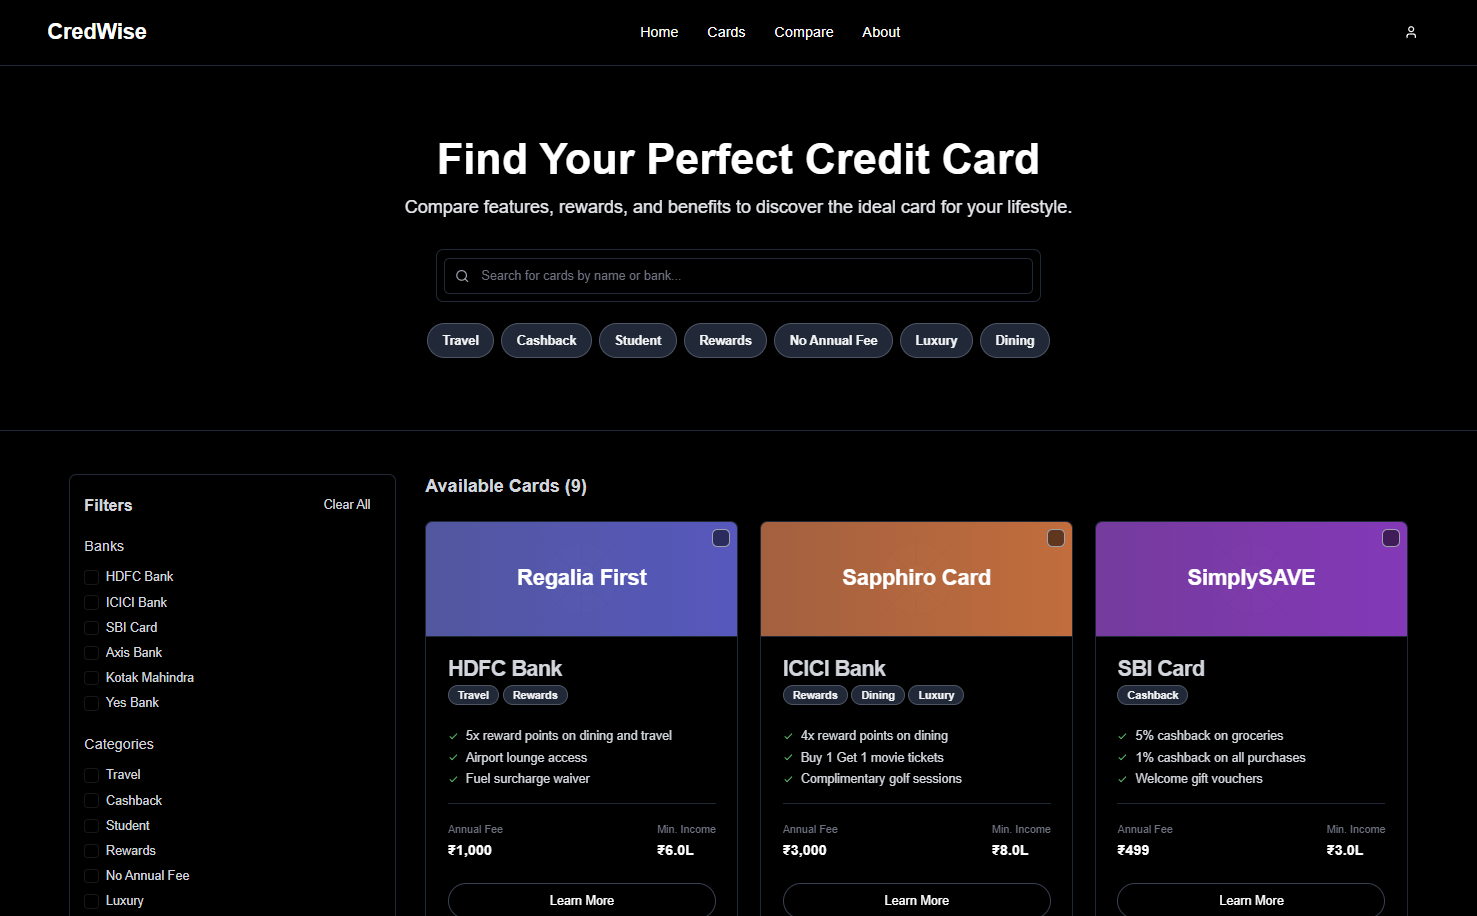 CredWise
Home Cards Compare About
Find Your Perfect Credit Card
Compare features, rewards, and benefits to discover the ideal card for your lifestyle.
Search for cards by name or bank...
Travel Cashback Student Rewards No Annual Fee Luxury Dining
Filters Clear All
Banks
HDFC Bank
ICICI Bank
SBI Card
Axis Bank
Kotak Mahindra
Yes Bank
Categories
Travel
Cashback
Student
Rewards
No Annual Fee
Luxury
Available Cards (9)
Regalia First
HDFC Bank
Travel Rewards
5x reward points on dining and travel
Airport lounge access
Fuel surcharge waiver
Annual Fee Min. Income
₹1,000 ₹6.0L
Learn More
Sapphiro Card
ICICI Bank
Rewards Dining Luxury
4x reward points on dining
Buy 1 Get 1 movie tickets
Complimentary golf sessions
Annual Fee Min. Income
₹3,000 ₹8.0L
Learn More
SimplySAVE
SBI Card
Cashback
5% cashback on groceries
1% cashback on all purchases
Welcome gift vouchers
Annual Fee Min. Income
₹499 ₹3.0L
Learn More